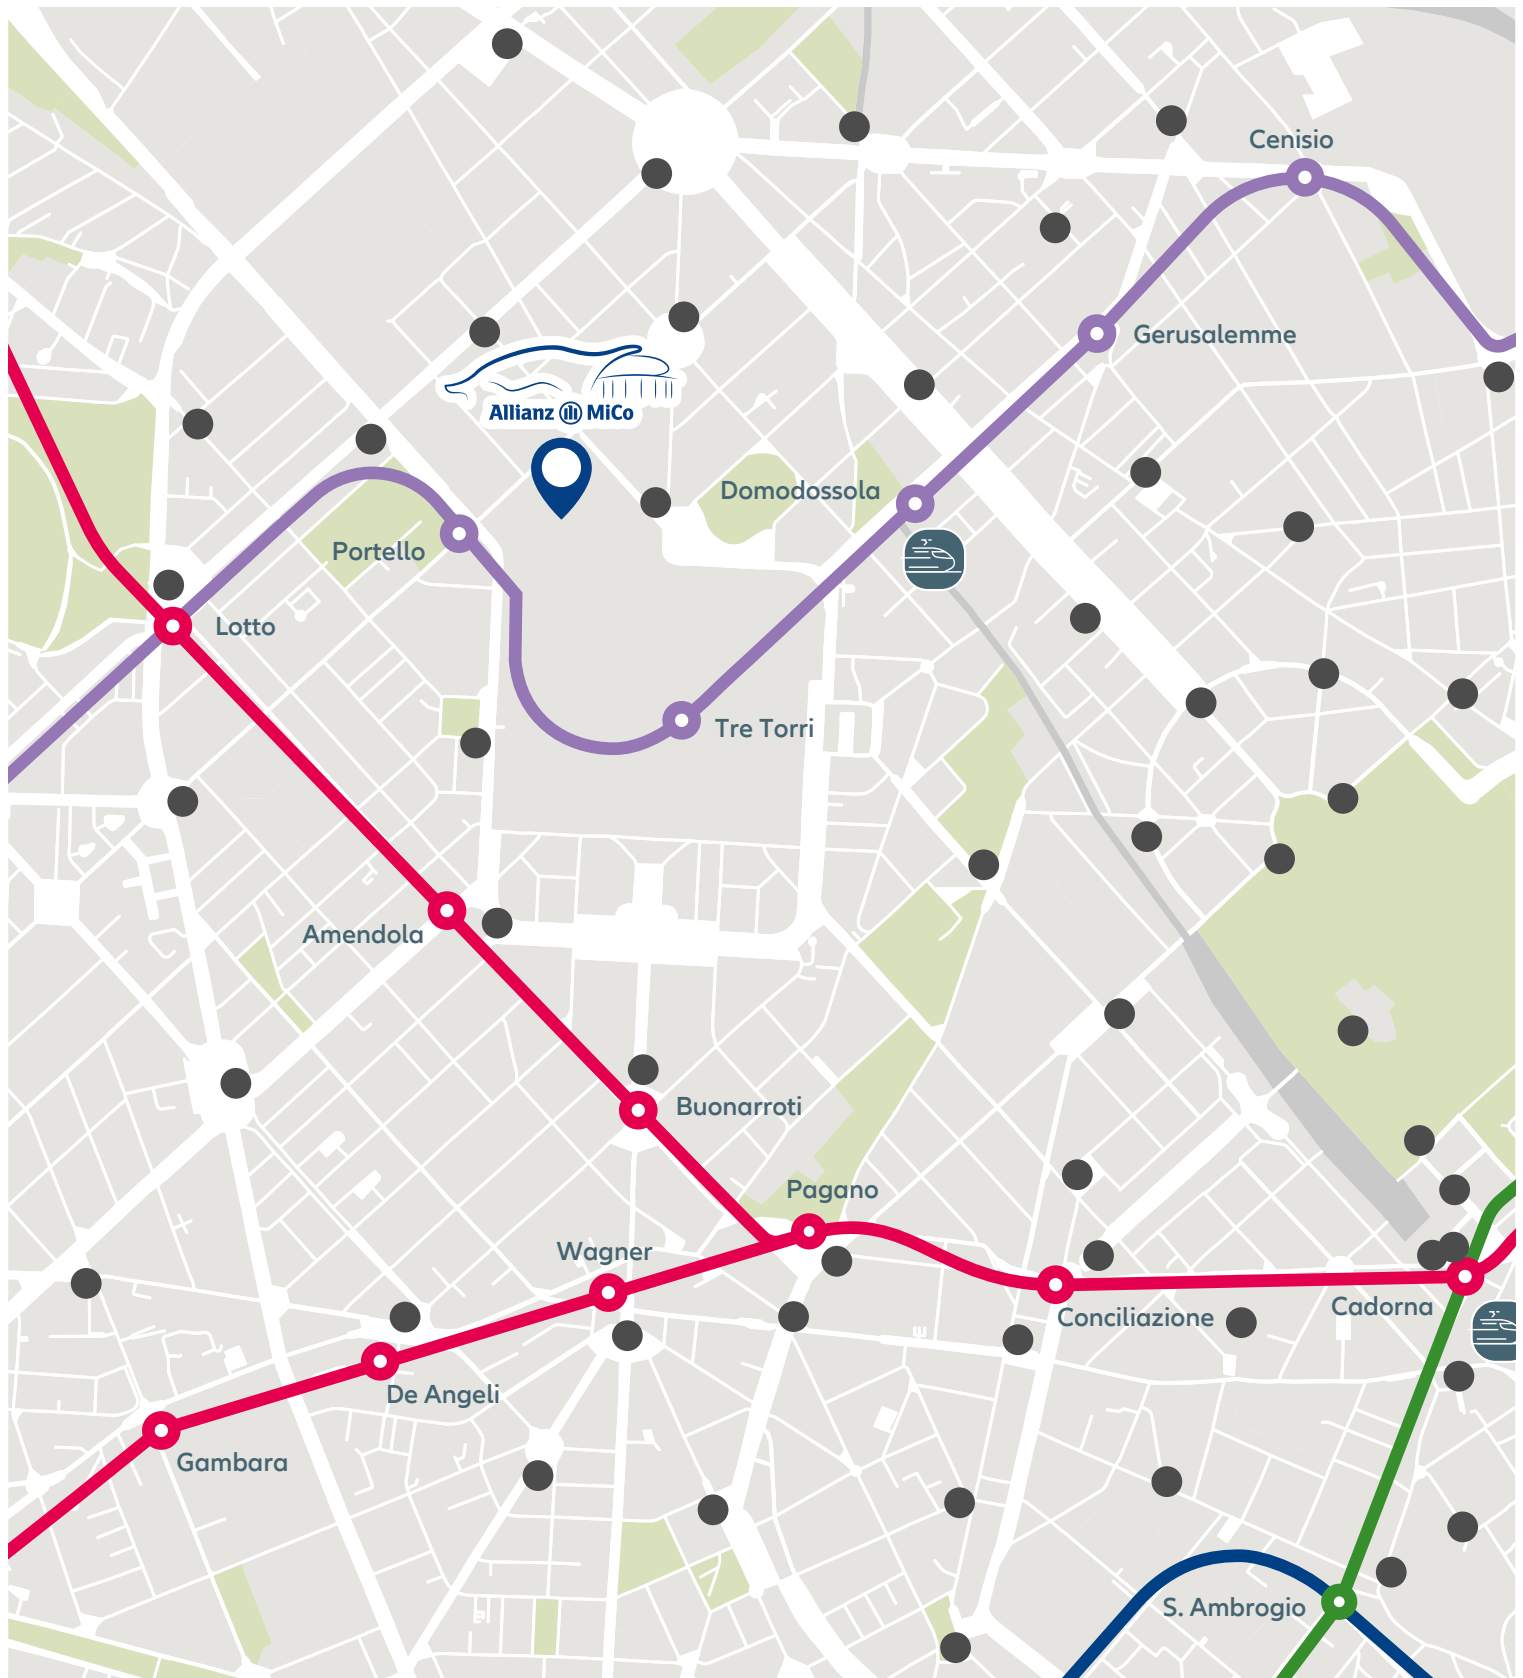 Cenisio
Gerusalemme
Allianz MiCo
Domodossola
Portello
Lotto
Tre Torri
Amendola
Buonarroti
Pagano
Wagner
Conciliazione
Cadorna
De Angeli
Gambara
S. Ambrogio